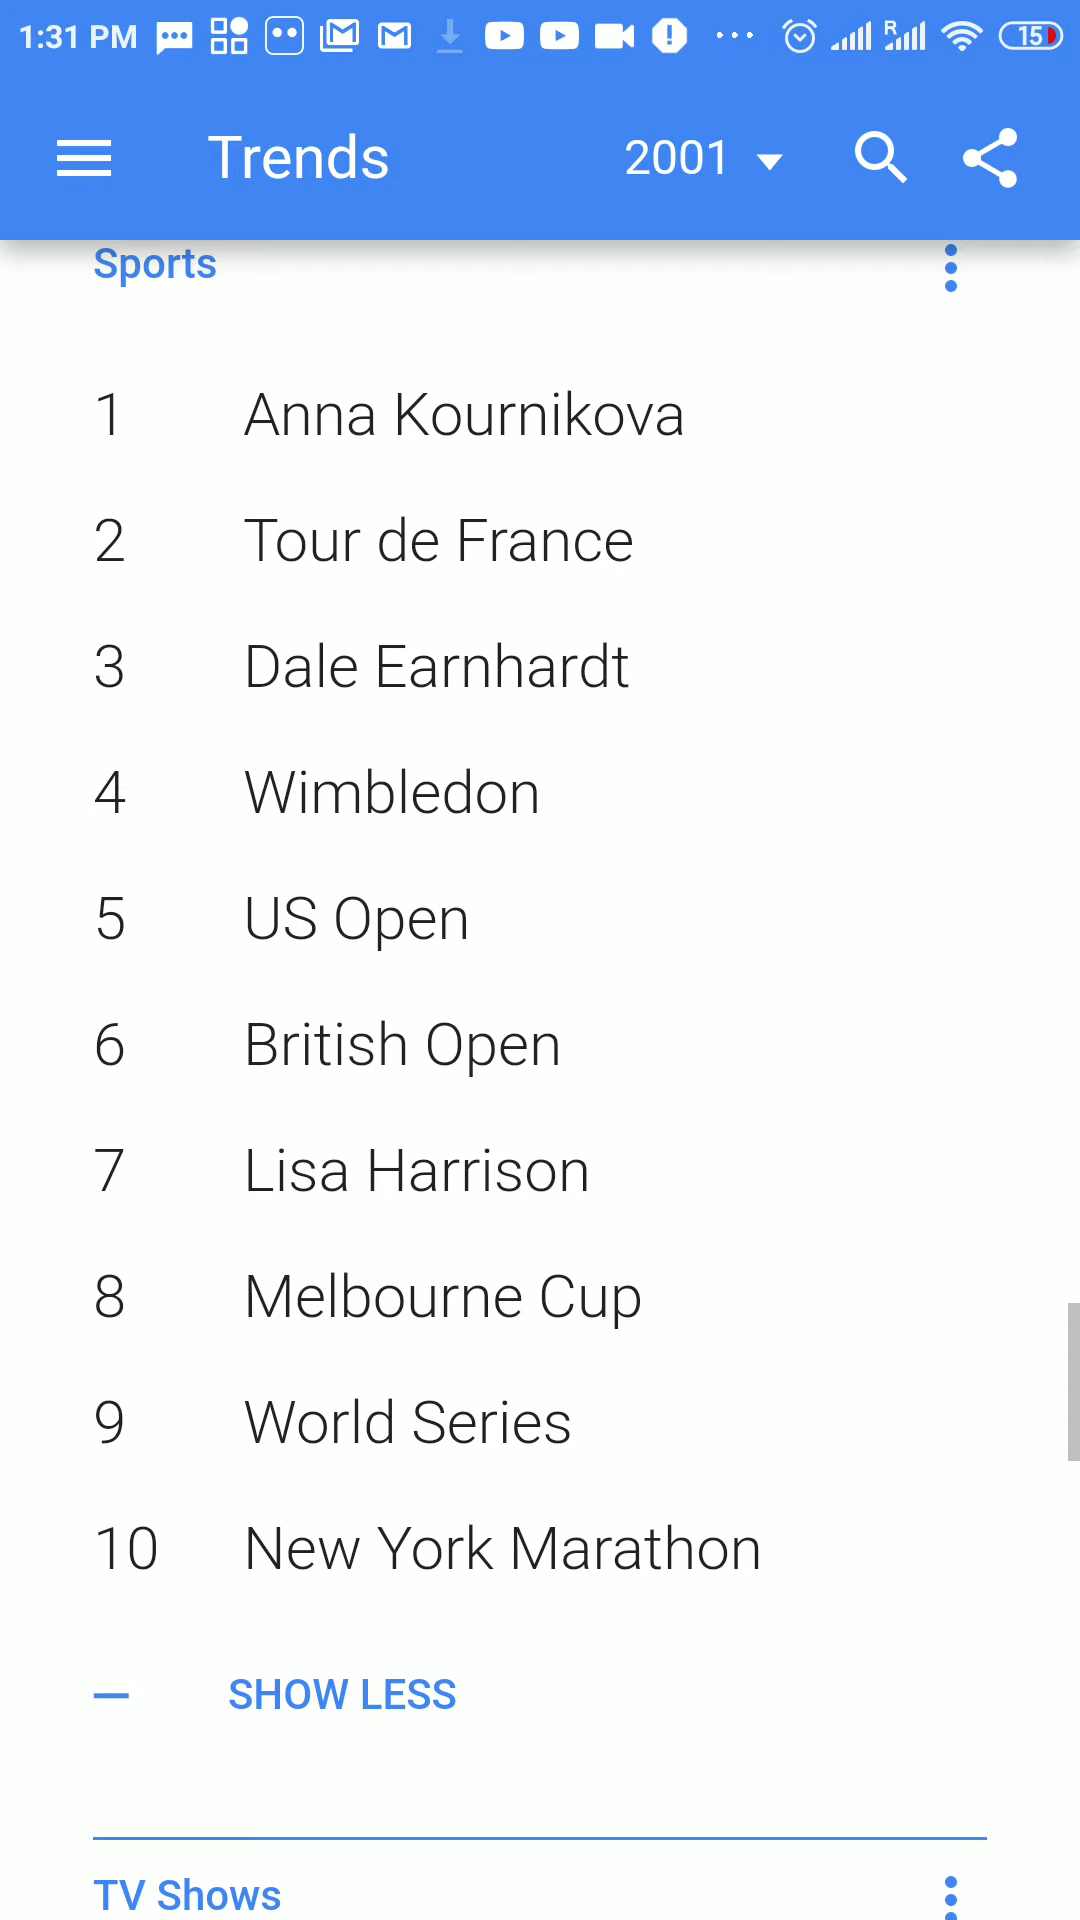 1:31 PM R 15
Trends 2001
Sports
1 Anna Kournikova
2 Tour de France
3 Dale Earnhardt
4 Wimbledon
5 US Open
6 British Open
7 Lisa Harrison
8 Melbourne Cup
9 World Series
10 New York Marathon
SHOW LESS
TV Shows